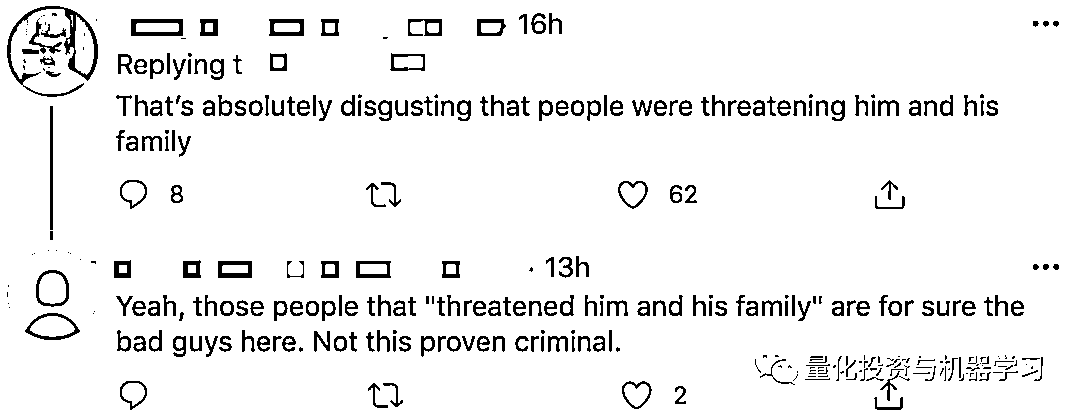 16h
Replying t
That's absolutely disgusting that people were threatening him and his
family
8 62
13h
Yeah, those people that "threatened him and his family" are for sure the
bad guys here. Not this proven criminal.
2
量化投资与机器学习